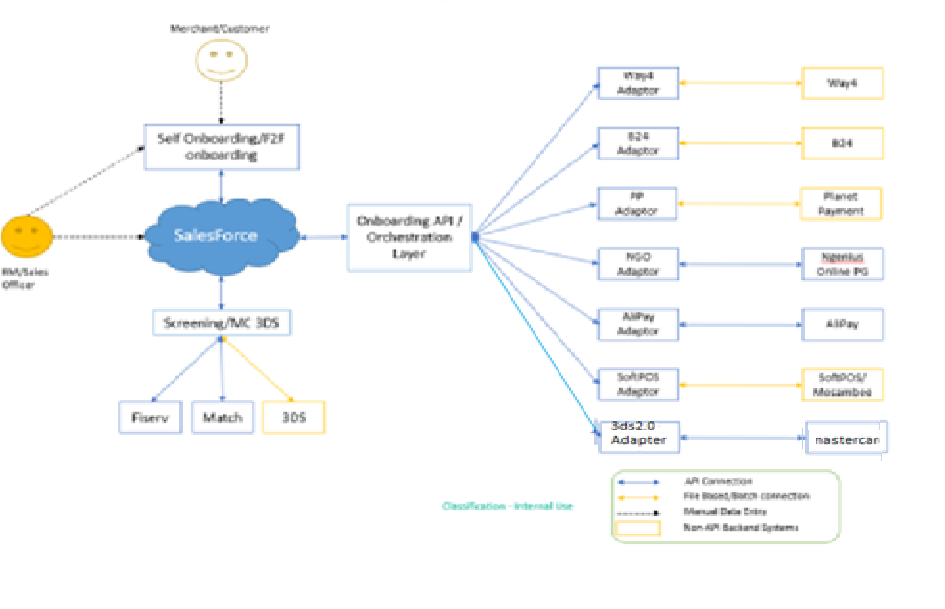 Merchant/Customer
Self Onboarding/F2F
onboarding
SalesForce
RM/Sales
Officer
Onboarding API /
Orchestration
Layer
Screening/MC 3DS
Fiserv
Match
3DS
Way4
Adaptor
Way4
B24
Adaptor
B24
PP
Adaptor
Planet
Payment
NGO
Adaptor
Ngenius
Online PG
AliPay
Adaptor
AliPay
SoftPOS
Adaptor
SoftPOS/
Mosambee
3ds2.0
Adapter
nastercar
API Connection
File Based/Batch connection
Manual Data Entry
Non-API Backend Systems
Classification - Internal Use